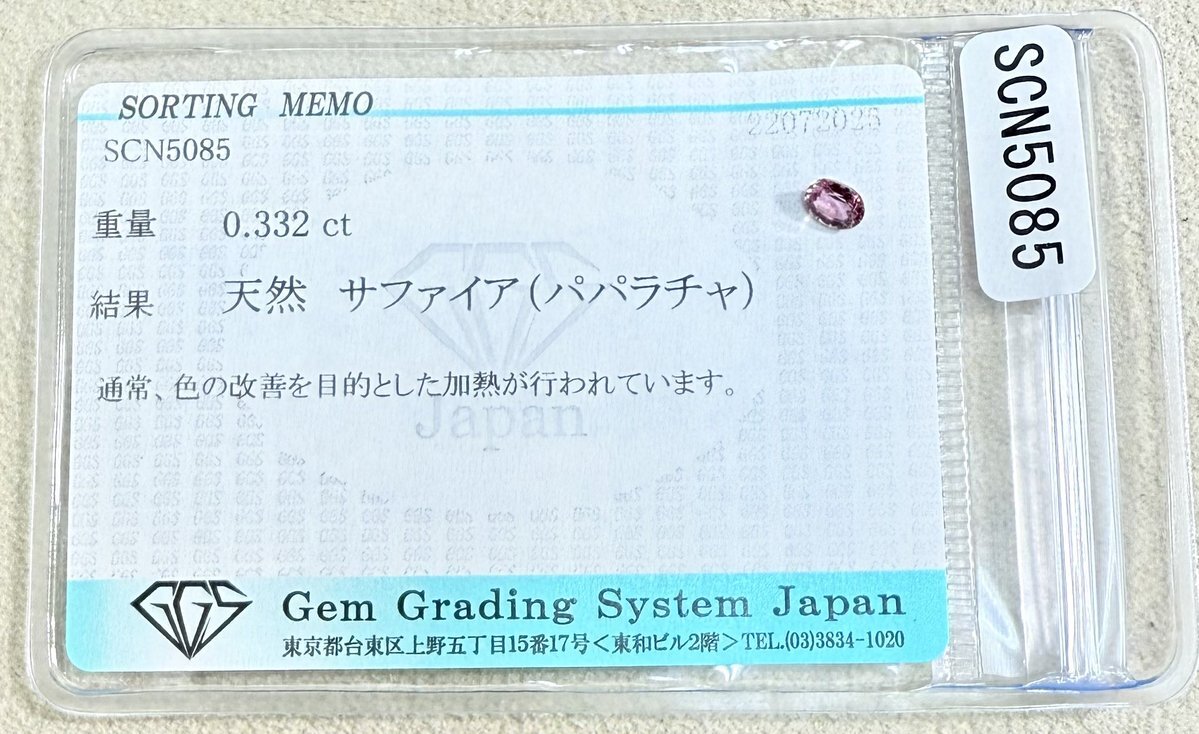 SORTING MEMO
22072025
SCN5085
重量 0.332 ct
結果 天然 サファイア(パパラチャ)
通常、色の改善を目的とした加熱が行われています。
Japan
GGS
Gem Grading System Japan
東京都台東区上野五丁目15番17号<東和ビル2階>TEL.(03)3834-1020
SCN5085